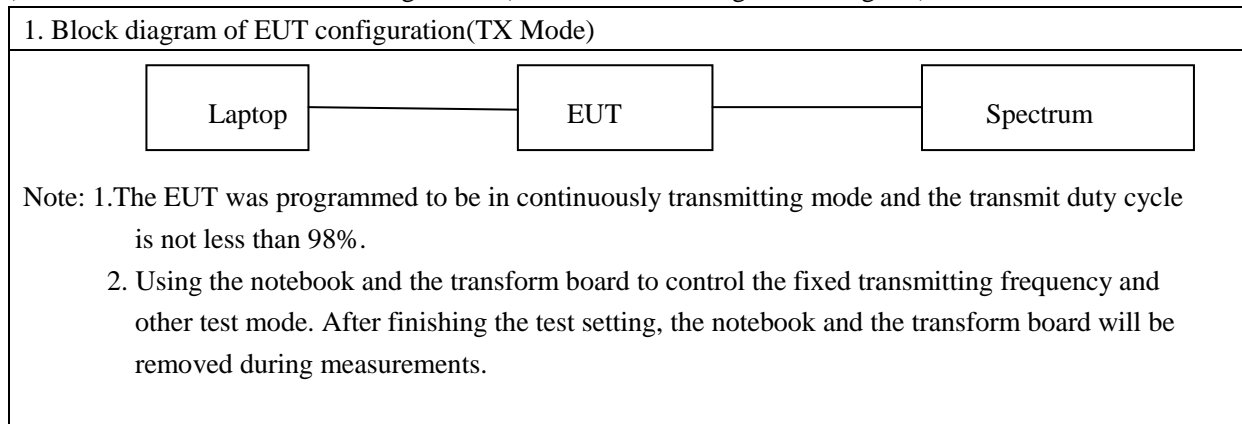 1. Block diagram of EUT configuration(TX Mode)
Laptop
EUT
Spectrum
Note: 1.The EUT was programmed to be in continuously transmitting mode and the transmit duty cycle
is not less than 98%.
2. Using the notebook and the transform board to control the fixed transmitting frequency and
other test mode. After finishing the test setting, the notebook and the transform board will be
removed during measurements.